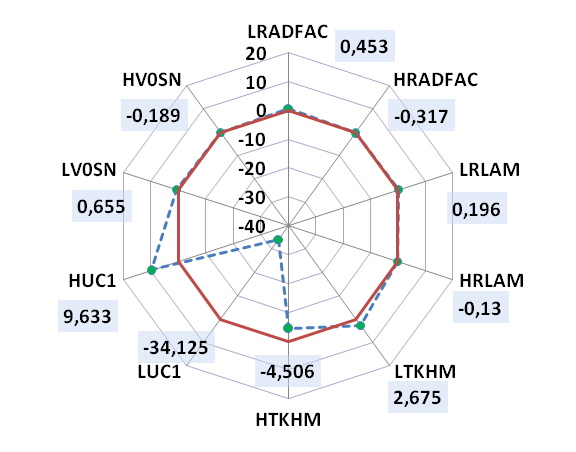 LRADFAC
20
0,453
10
HV0SN
HRADFAC
-0,189
0
-0,317
-10
LV0SN
LRLAM
-20
0,655
0,196
-30
-40
HUC1
HRLAM
9,633
-0,13
-34,125
LUC1
-4,506
LTKHM
2,675
HTKHM